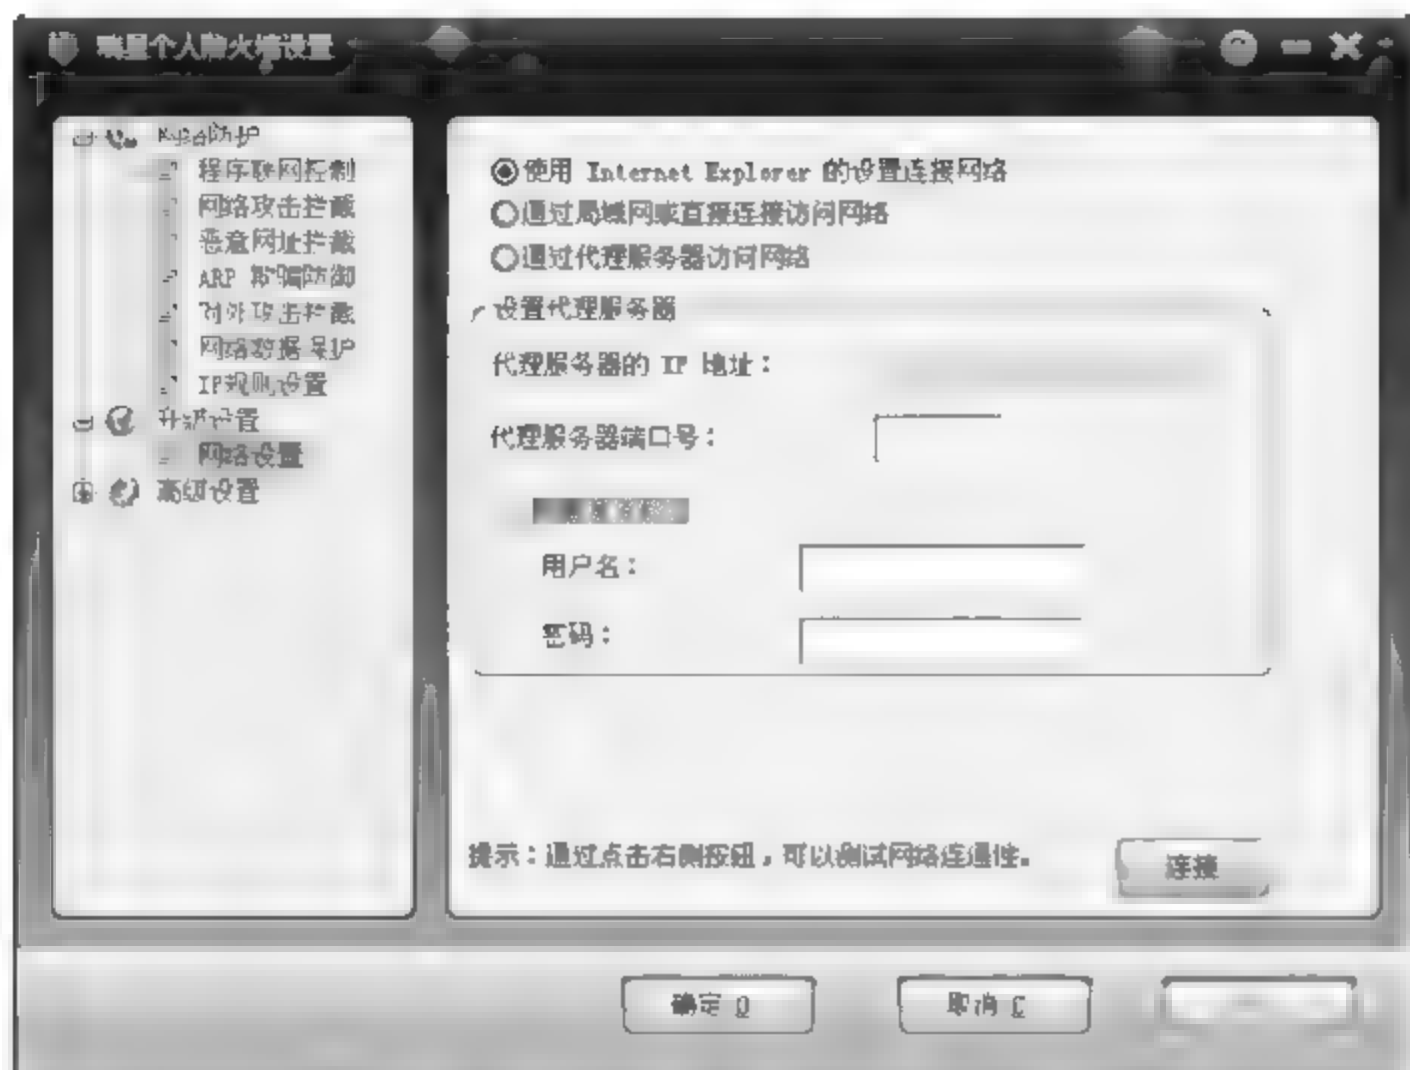 瑞星个人防火墙设置
网络防护
程序联网控制
网络攻击拦截
恶意网址拦截
ARP 欺骗防御
对外攻击拦截
网络数据保护
IP规则设置
升级设置
网络设置
高级设置
使用 Internet Explorer 的设置连接网络
通过局域网或直接连接访问网络
通过代理服务器访问网络
设置代理服务器
代理服务器的 IP 地址：
代理服务器端口号：
用户名：
密码：
提示：通过点击右侧按钮，可以测试网络连通性。
连接
确定 O
取消 C